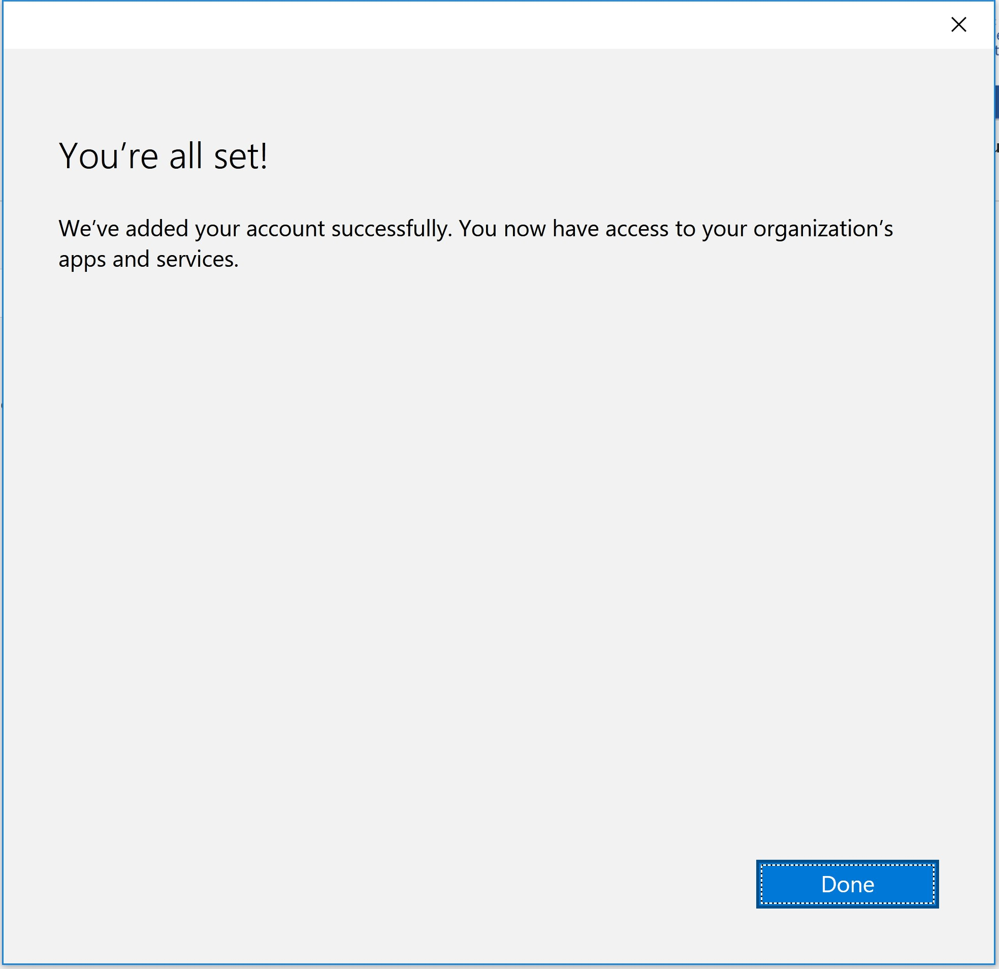 You’re all set!
We’ve added your account successfully. You now have access to your organization’s
apps and services.
Done